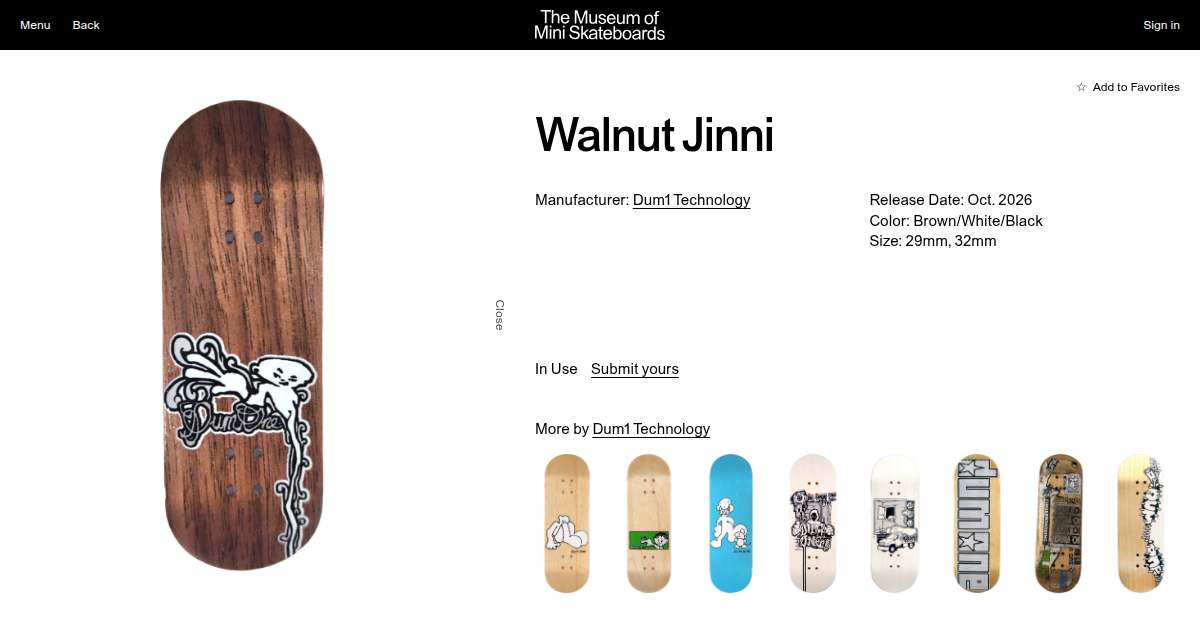 Menu
Back
The Museum of
Mini Skateboards
Sign in
☆ Add to Favorites
Walnut Jinni
Manufacturer: Dum1 Technology
Release Date: Oct. 2026
Color: Brown/White/Black
Size: 29mm, 32mm
Close
DumOne
In Use
Submit yours
More by Dum1 Technology